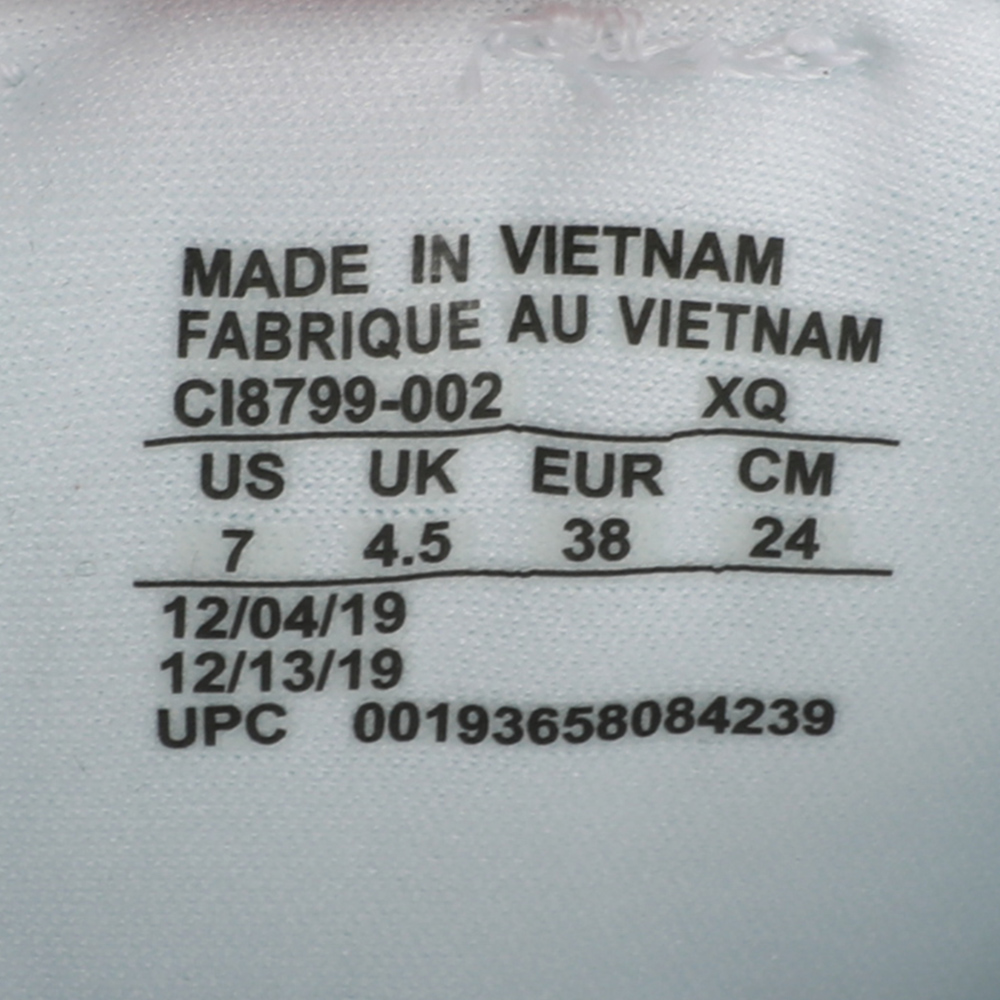 MADE IN VIETNAM
FABRIQUE AU VIETNAM
CI8799-002 XQ
US UK EUR CM
7 4.5 38 24
12/04/19
12/13/19
UPC 00193658084239